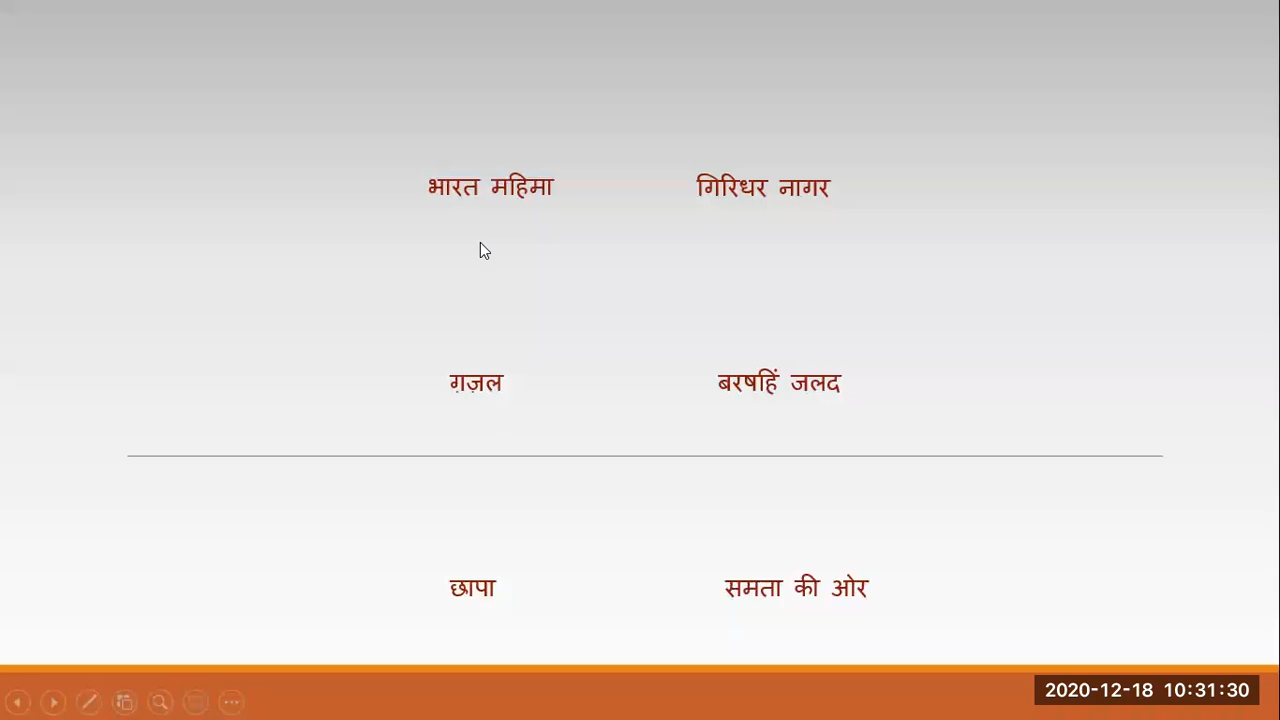 भारत महिमा गिरिधर नागर
ग़ज़ल बरषहिं जलद
छापा समता की ओर
2020-12-18 10:31:30